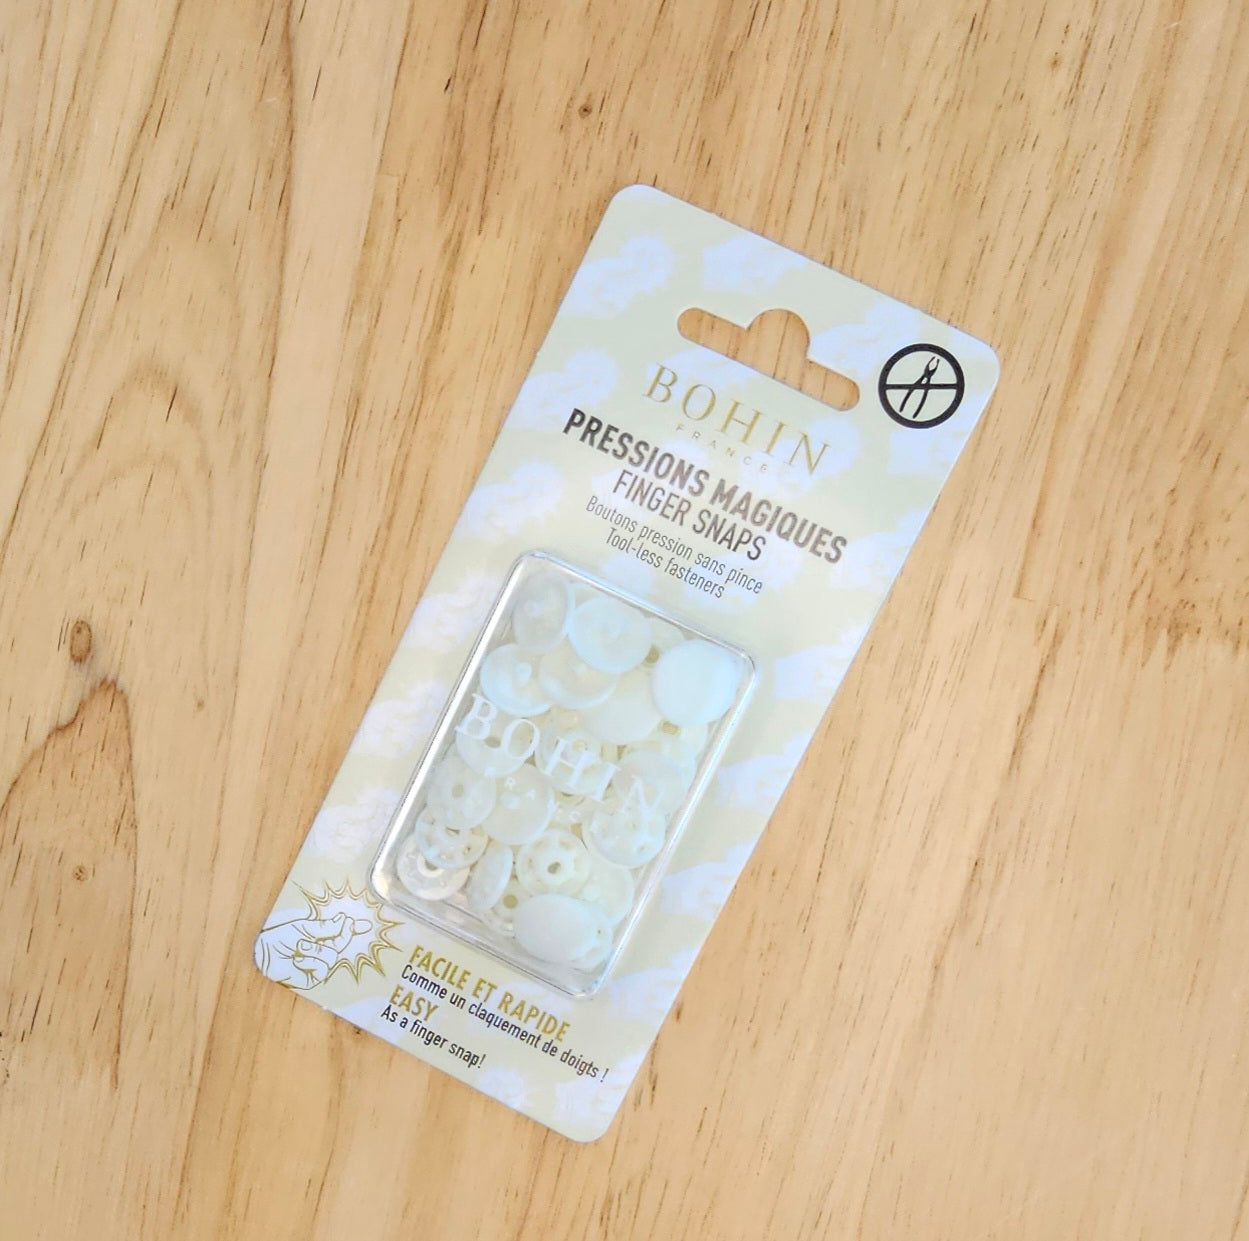 BOHIN
FRANCE
PRESSIONS MAGIQUES
FINGER SNAPS
Boutons pression sans pince
Tool-less fasteners
BOHIN
FRANCE
FACILE ET RAPIDE
Comme un claquement de doigts !
EASY
As a finger snap!